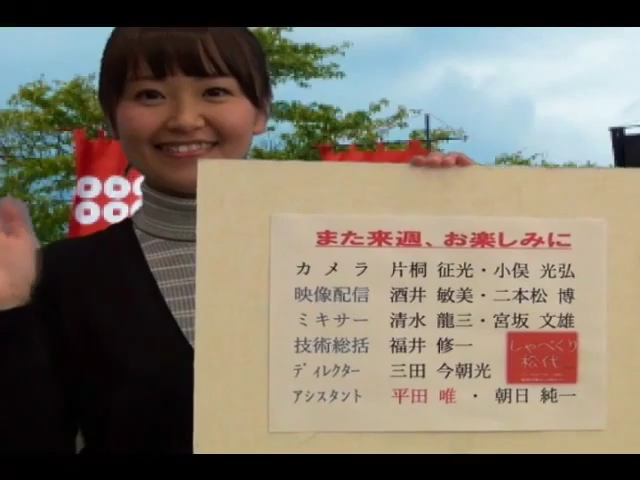 また来週、お楽しみに
カメラ 片桐 征光・小俣 光弘
映像配信 酒井 敏美・二本松 博
ミキサー 清水 龍三・宮坂 文雄
技術総括 福井 修一
ディレクター 三田 今朝光
アシスタント 平田 唯 ・ 朝日 純一
しゃべくり
松代